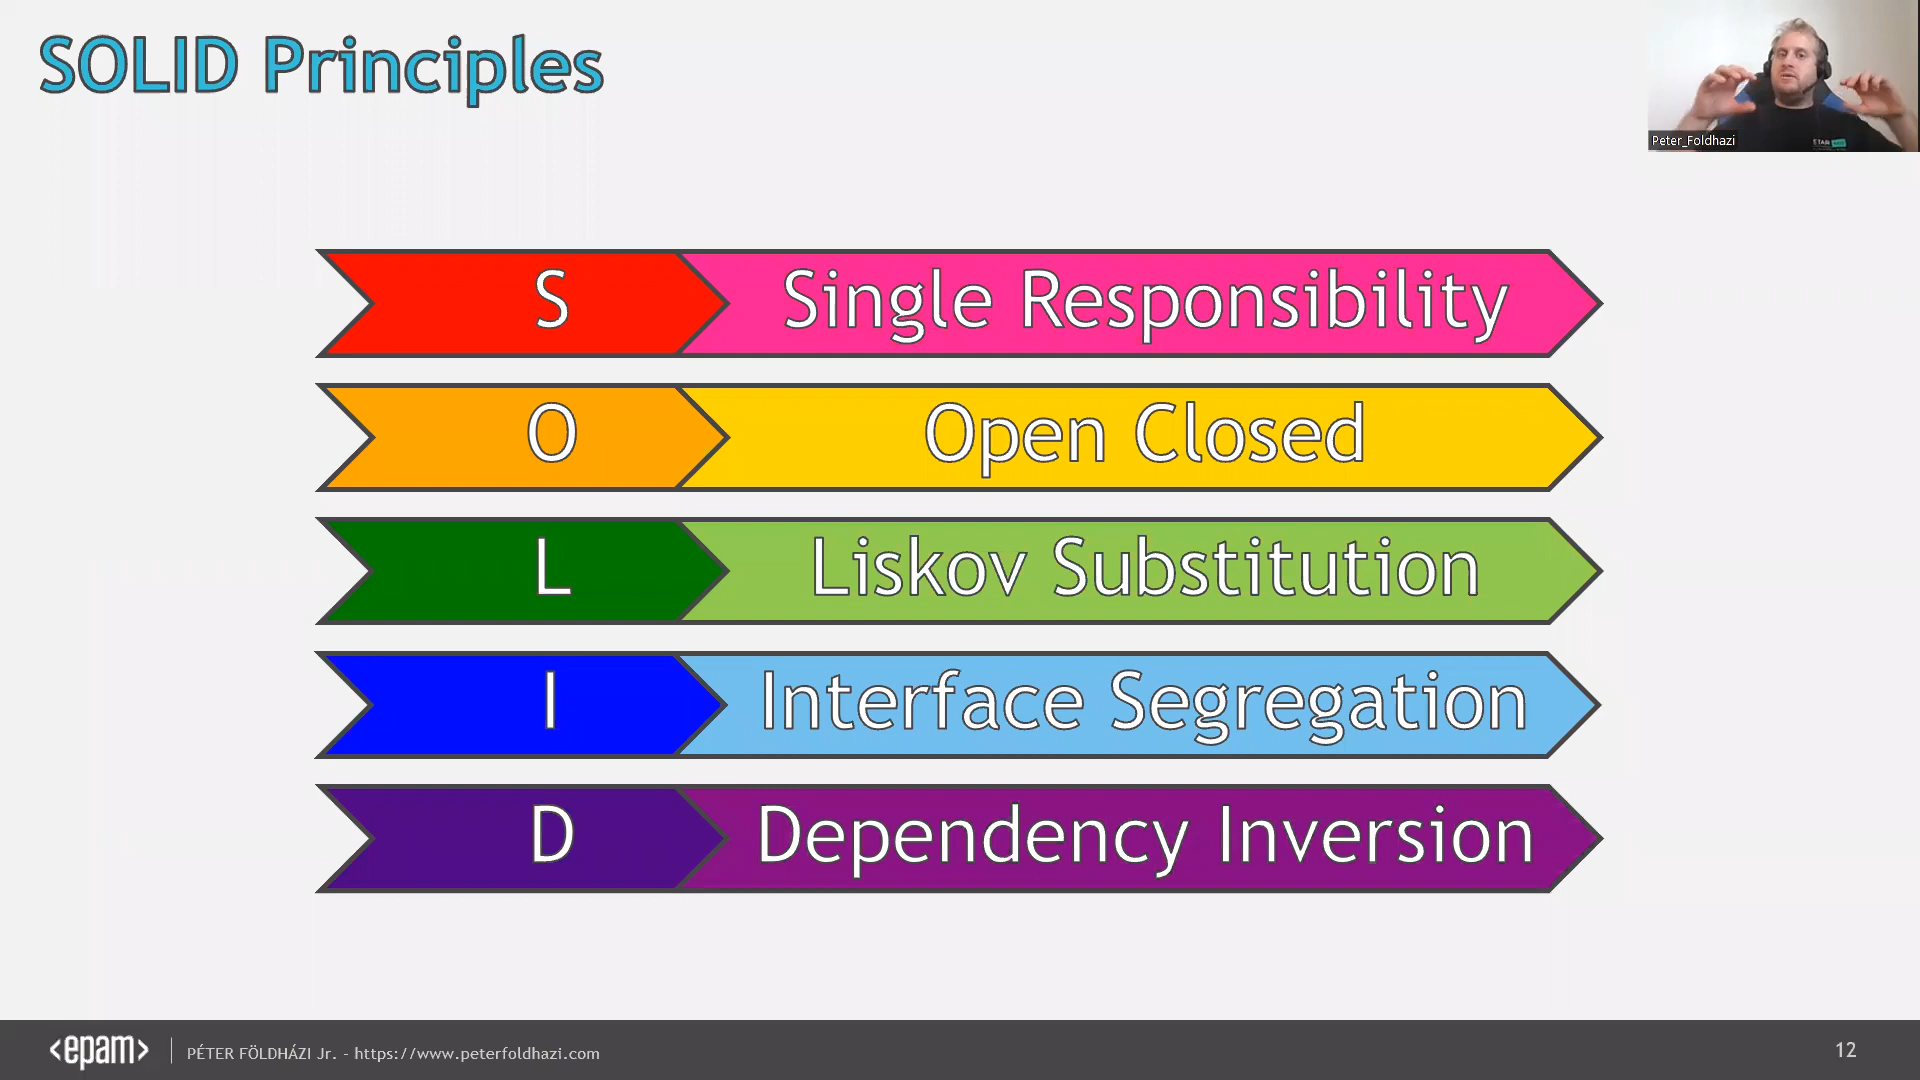 SOLID Principles
Peter_Foldhazi
S Single Responsibility
O Open Closed
L Liskov Substitution
I Interface Segregation
D Dependency Inversion
<epam> PÉTER FÖLDHÁZI Jr. - https://www.peterfoldhazi.com 12